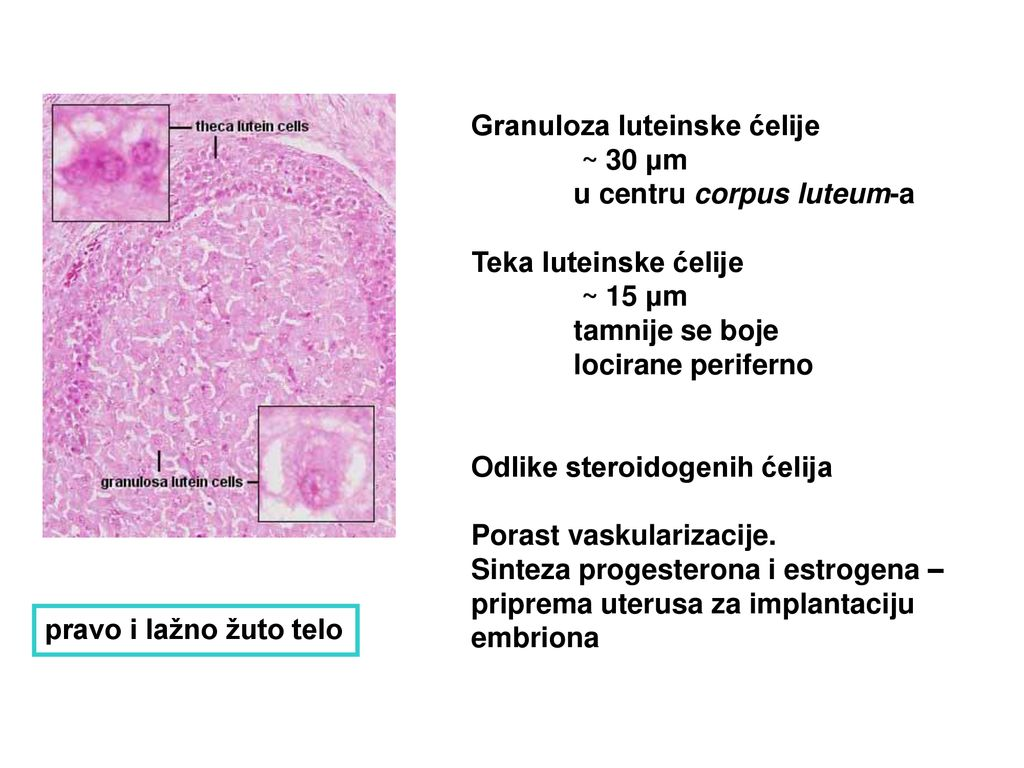 theca lutein cells
granulosa lutein cells
pravo i lažno žuto telo
Granuloza luteinske ćelije
~ 30 µm
u centru corpus luteum-a
Teka luteinske ćelije
~ 15 µm
tamnije se boje
locirane periferno
Odlike steroidogenih ćelija
Porast vaskularizacije.
Sinteza progesterona i estrogena –
priprema uterusa za implantaciju
embriona